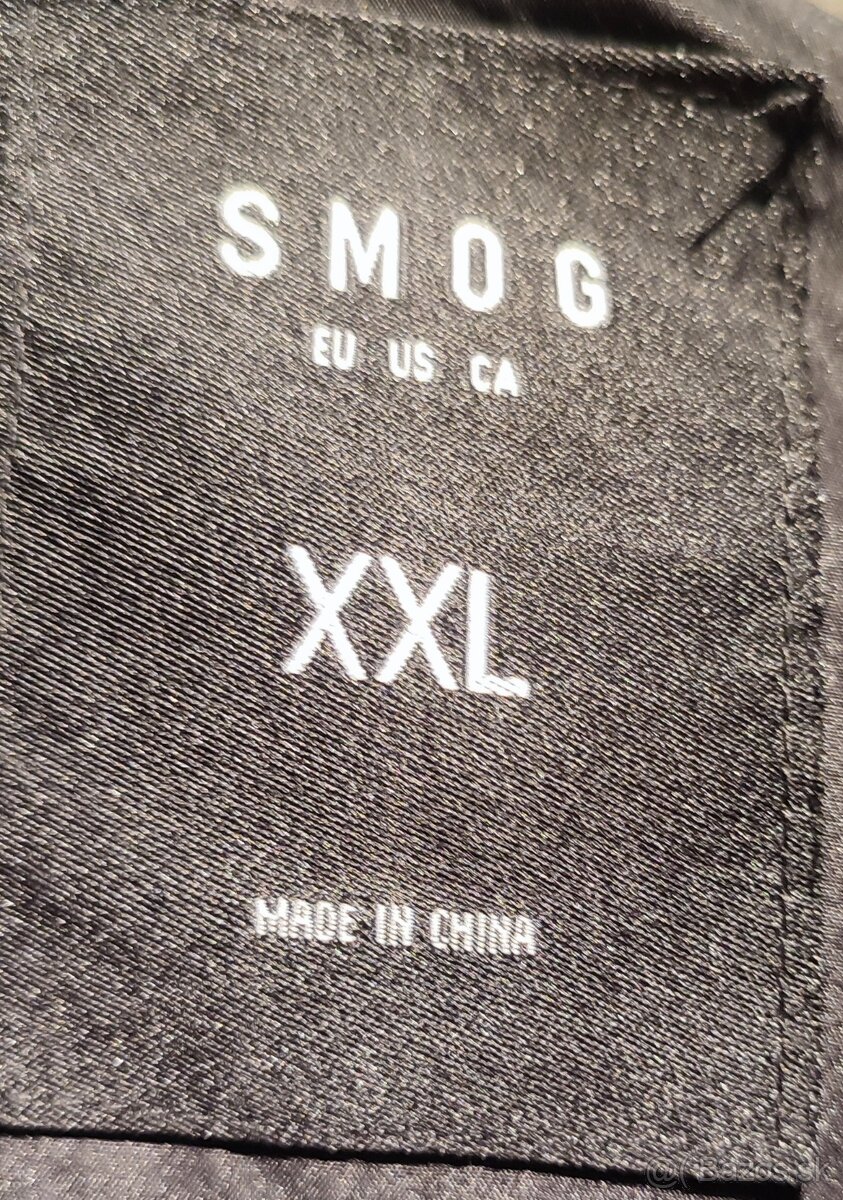 SMOG
EU US CA
XXL
MADE IN CHINA